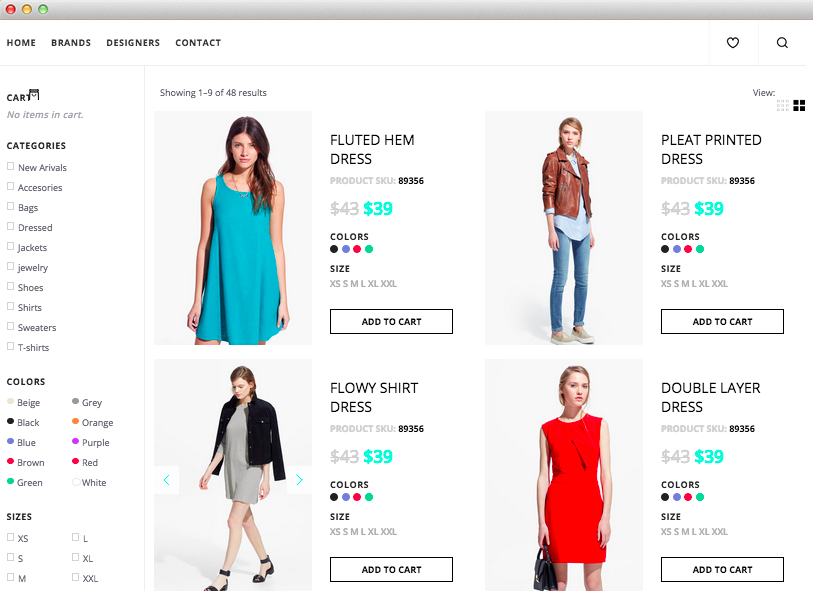 HOME BRANDS DESIGNERS CONTACT
CART
No items in cart.
CATEGORIES
New Arivals
Accesories
Bags
Dressed
Jackets
jewelry
Shoes
Shirts
Sweaters
T-shirts
COLORS
Beige Grey
Black Orange
Blue Purple
Brown Red
Green White
SIZES
XS L
S XL
M XXL
Showing 1–9 of 48 results
View:
FLUTED HEM
DRESS
PRODUCT SKU: 89356
$43 $39
COLORS
SIZE
XS S M L XL XXL
ADD TO CART
PLEAT PRINTED
DRESS
PRODUCT SKU: 89356
$43 $39
COLORS
SIZE
XS S M L XL XXL
ADD TO CART
FLOWY SHIRT
DRESS
PRODUCT SKU: 89356
$43 $39
COLORS
SIZE
XS S M L XL XXL
ADD TO CART
DOUBLE LAYER
DRESS
PRODUCT SKU: 89356
$43 $39
COLORS
SIZE
XS S M L XL XXL
ADD TO CART